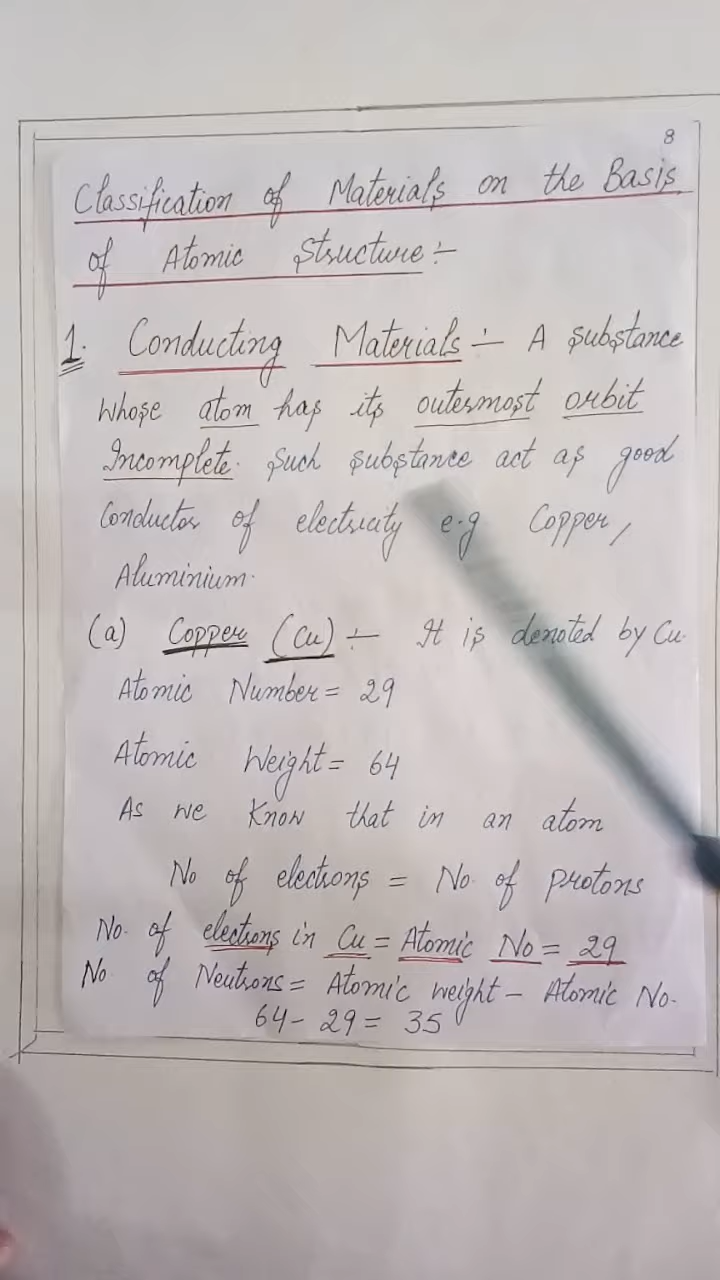 8
Classification of Materials on the Basis
of Atomic Structure:-
1. Conducting Materials:- A substance
whose atom has its outermost orbit
Incomplete. Such substance act as good
Conductor of electricity e.g Copper,
Aluminium.
(a) Copper (Cu):- It is denoted by Cu.
Atomic Number = 29
Atomic Weight = 64
As we know that in an atom
No of electrons = No. of protons
No. of electrons in Cu = Atomic No = 29
No. of Neutrons = Atomic weight - Atomic No.
64 - 29 = 35